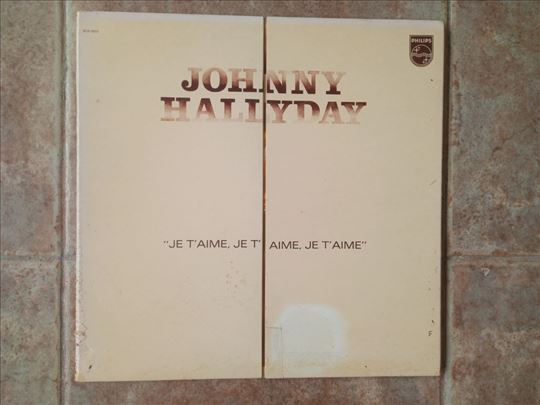 PHILIPS
JOHNNY
HALLYDAY
"JE T'AIME, JE T'AIME, JE T'AIME"